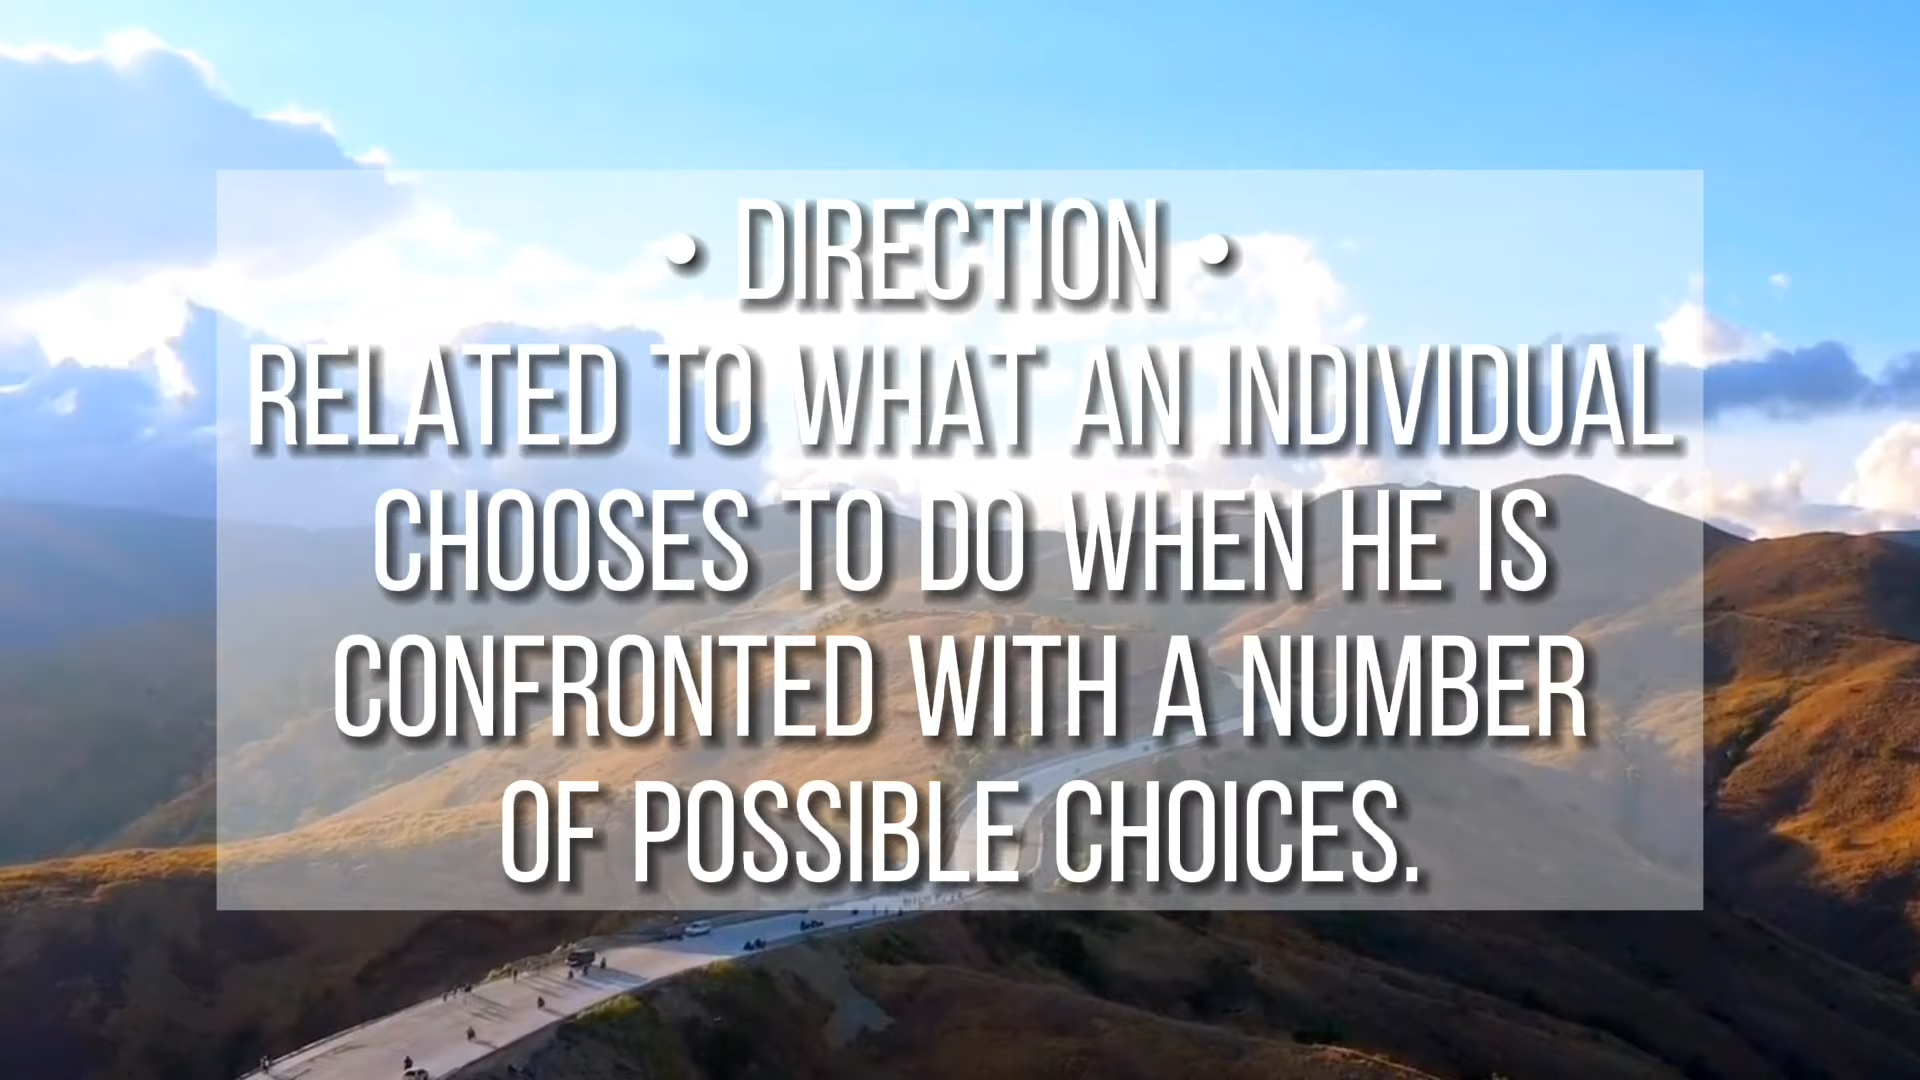 • DIRECTION •
RELATED TO WHAT AN INDIVIDUAL
CHOOSES TO DO WHEN HE IS
CONFRONTED WITH A NUMBER
OF POSSIBLE CHOICES.